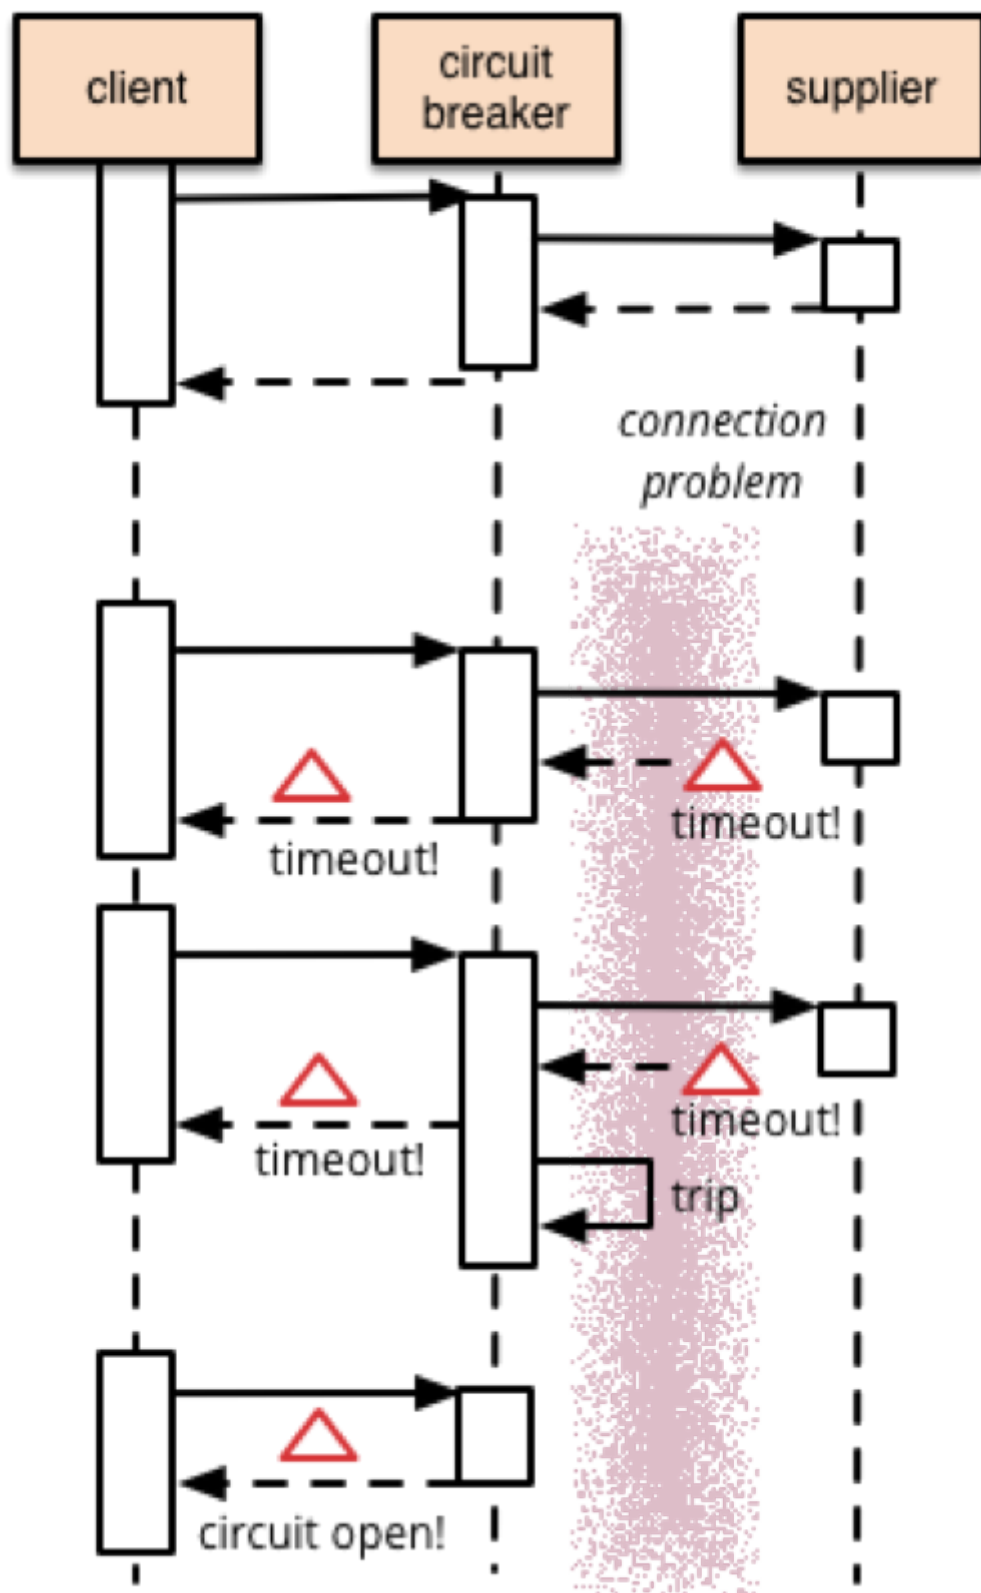 client
circuit
breaker
supplier
connection
problem
timeout!
timeout!
timeout!
timeout!
trip
circuit open!